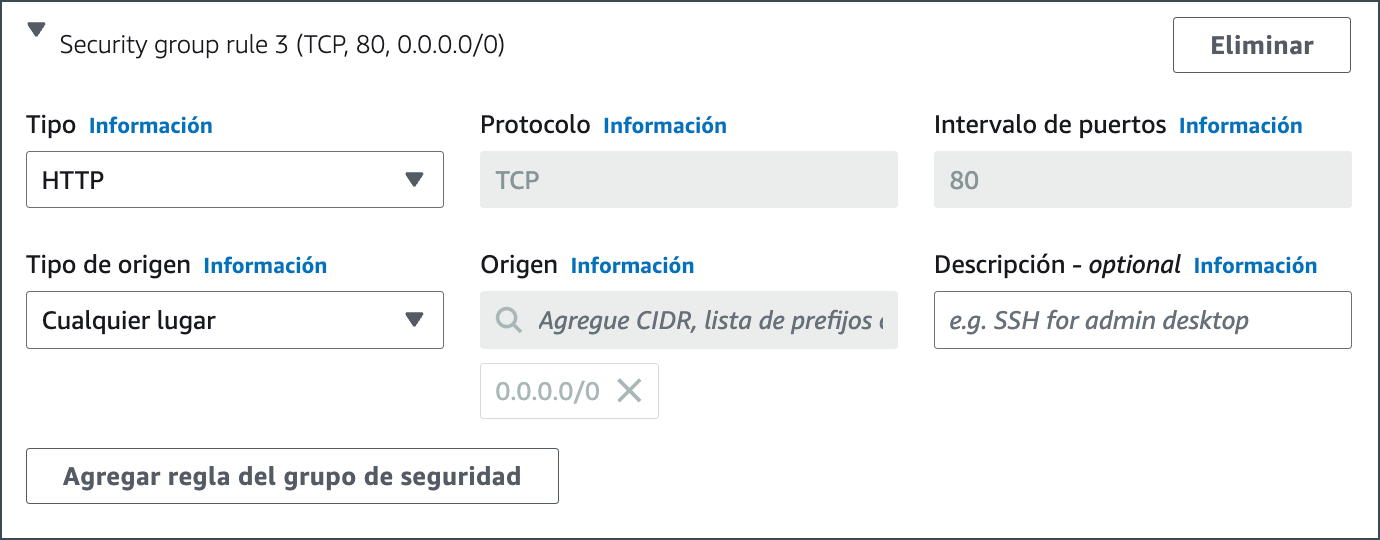 Security group rule 3 (TCP, 80, 0.0.0.0/0)
Eliminar
Tipo Información
Protocolo Información
Intervalo de puertos Información
HTTP
TCP
80
Tipo de origen Información
Origen Información
Descripción - optional Información
Cualquier lugar
Agregue CIDR, lista de prefijos
e.g. SSH for admin desktop
0.0.0.0/0
Agregar regla del grupo de seguridad